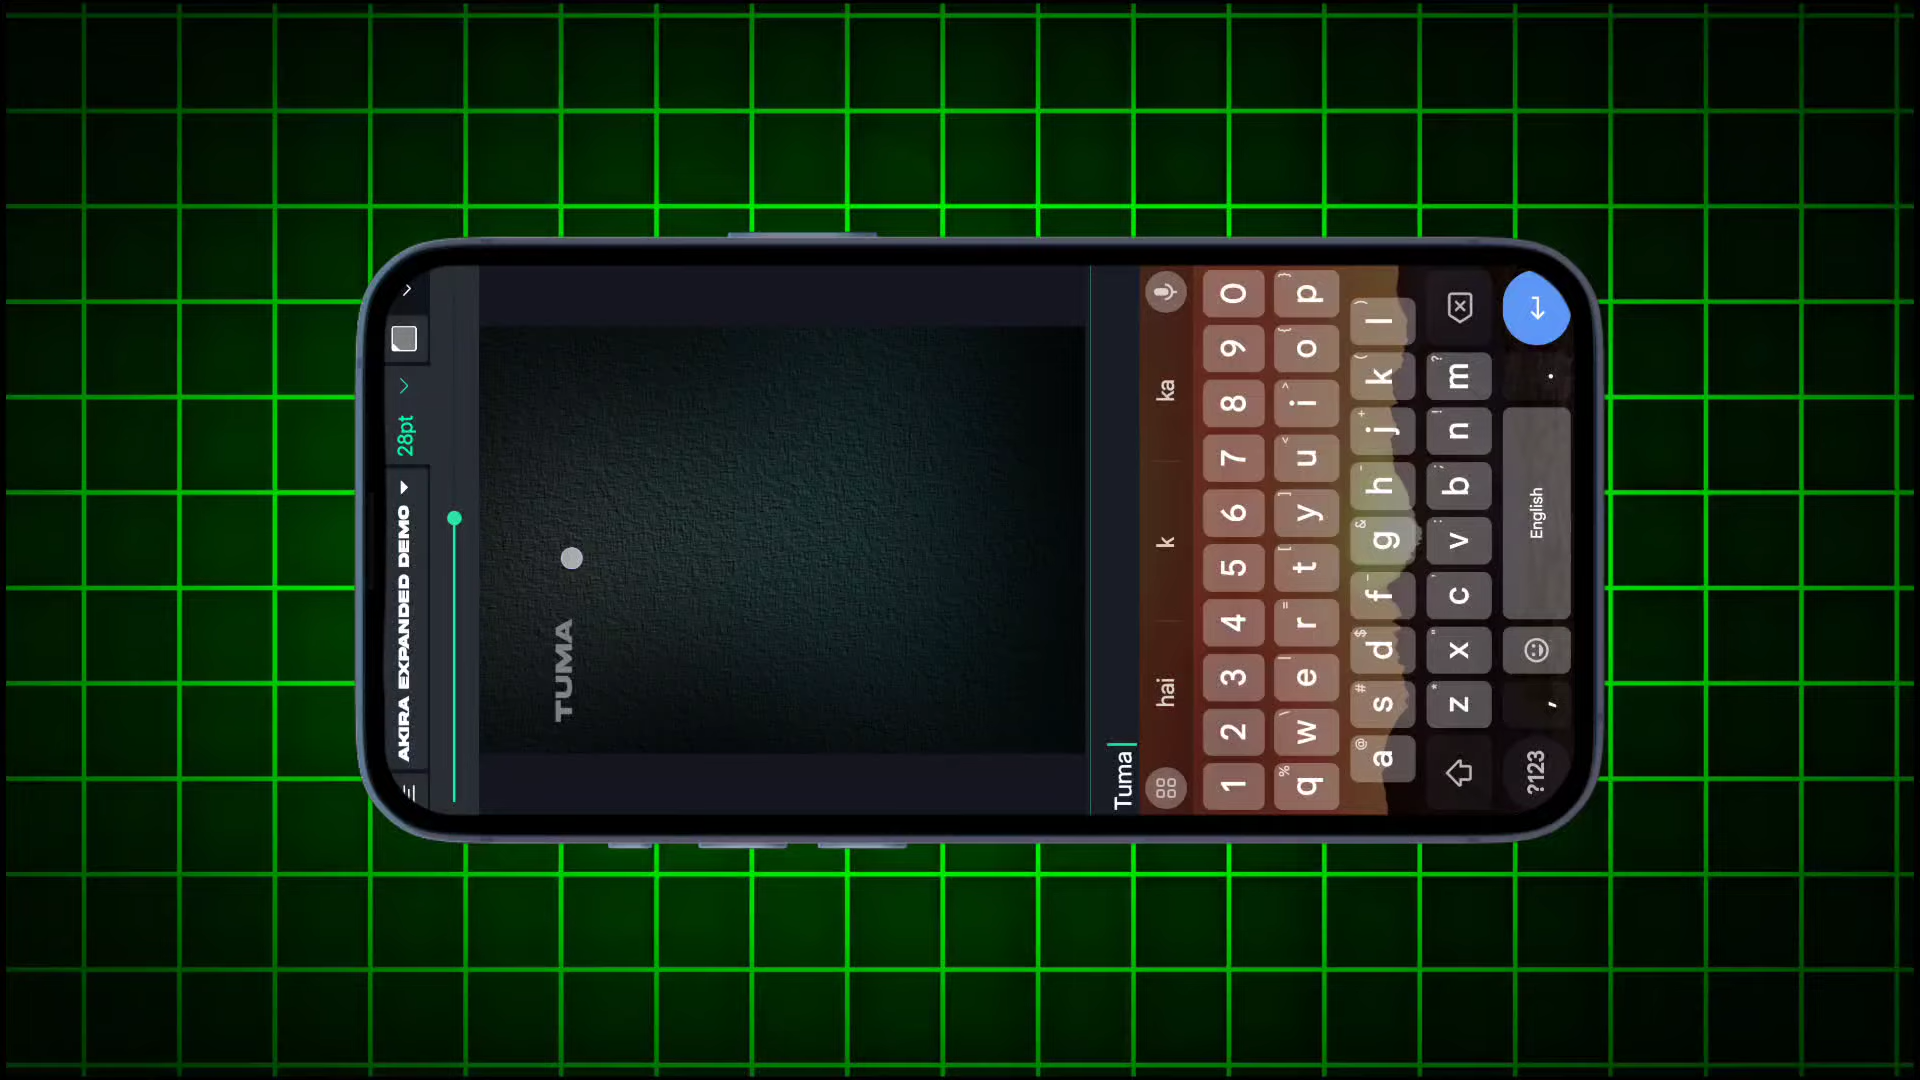 AKIRA EXPANDED DEMO 28pt
TUMA
Tuma
hai k ka
1 2 3 4 5 6 7 8 9 0
q w e r t y u i o p
% \ | = [ ] < > { }
a s d f g h j k l
@ # $ - & - + ( )
z x c v b n m
* " ' : ; ! ?
?123 , English .